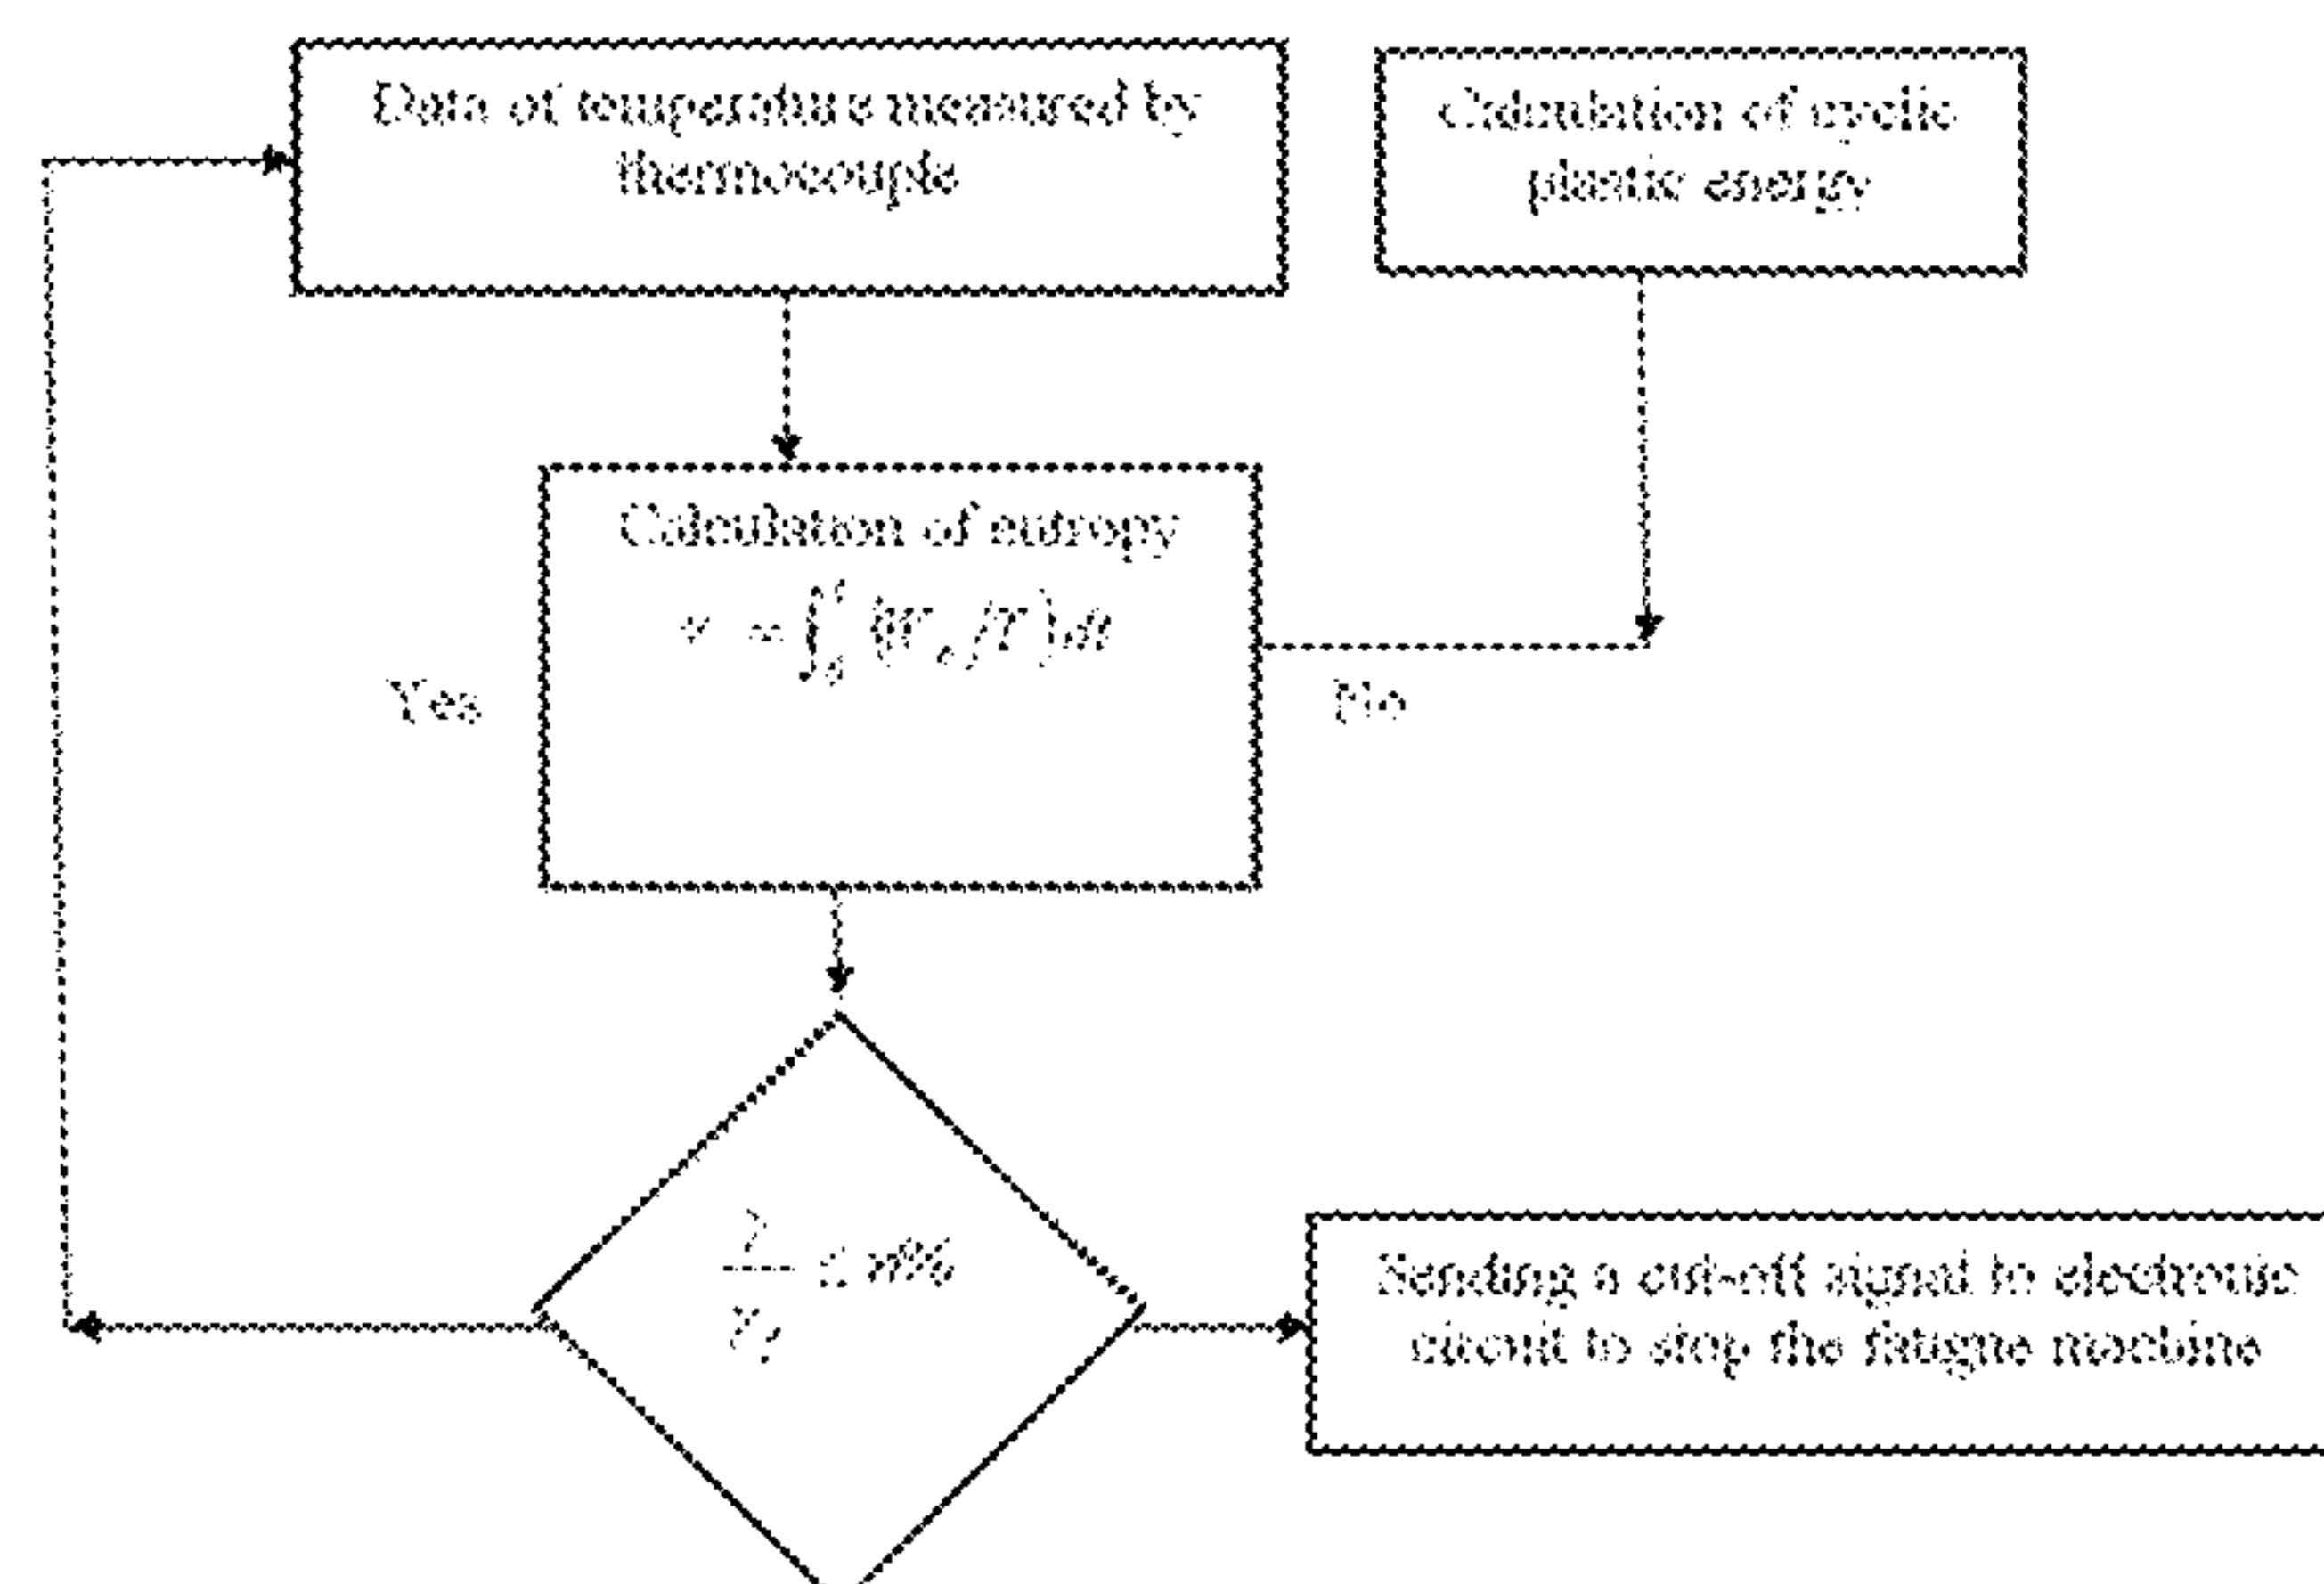 Data of temperature measured by
thermocouple
Calculation of cyclic
plastic energy
Calculation of entropy
Yes
No
Sending a cut-off signal to electronic
circuit to stop the fatigue machine